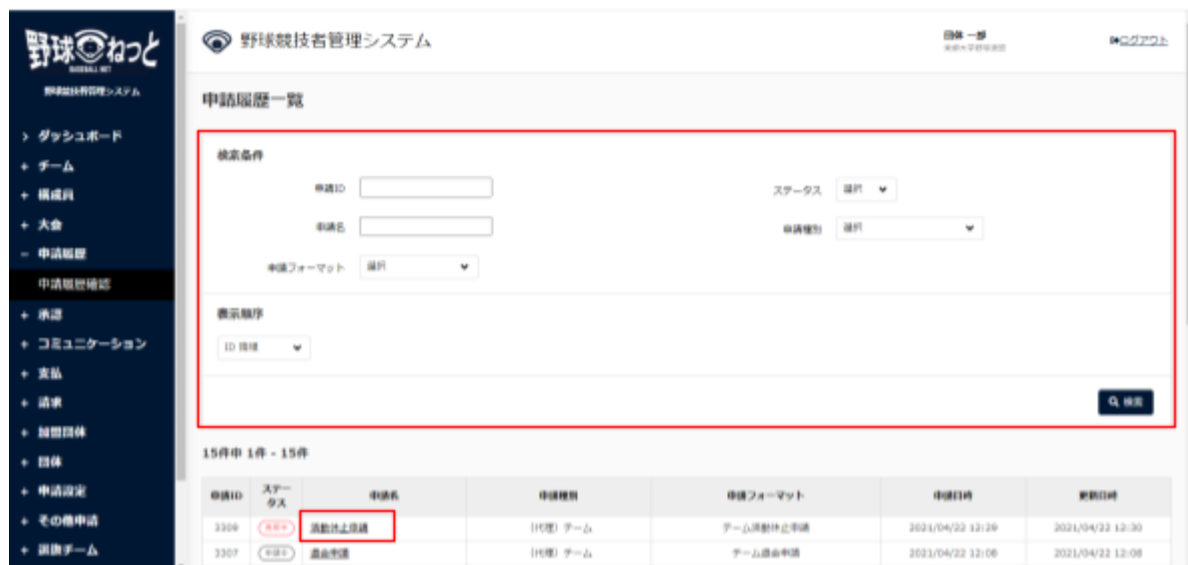 野球ねっと
BASEBALL NET
野球競技者管理システム
野球競技者管理システム
団体 一部
ログアウト
申請履歴一覧
> ダッシュボード
+ チーム
+ 構成員
+ 大会
- 申請履歴
申請履歴確認
+ 承認
+ コミュニケーション
+ 支払
+ 請求
+ 加盟団体
+ 団体
+ 申請設定
+ その他申請
+ 選抜チーム
検索条件
申請ID
ステータス 選択
申請名
申請種別 選択
申請フォーマット 選択
表示順序
ID 降順
検索
15件中 1件 - 15件
申請ID ステータス 申請名 申請種別 申請フォーマット 申請日時 更新日時
3309 活動休止申請 (代理) チーム チーム活動休止申請 2021/04/22 12:29 2021/04/22 12:30
3307 申請中 退会申請 (代理) チーム チーム退会申請 2021/04/22 12:08 2021/04/22 12:08